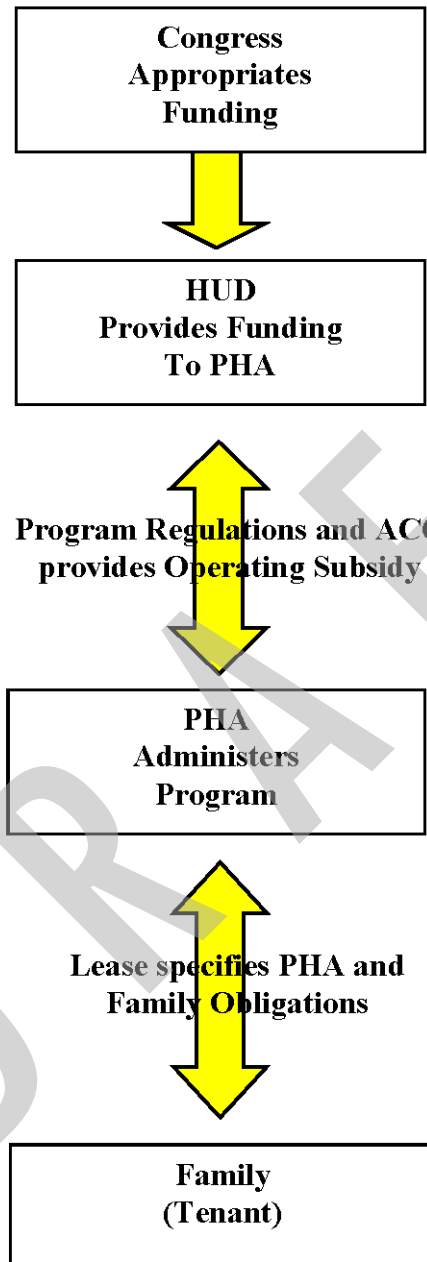 Congress
Appropriates
Funding
HUD
Provides Funding
To PHA
Program Regulations and ACC
provides Operating Subsidy
PHA
Administers
Program
Lease specifies PHA and
Family Obligations
Family
(Tenant)